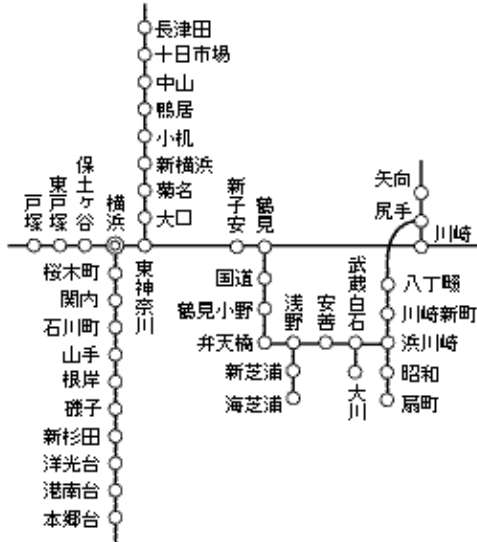 長津田
十日市場
中山
鴨居
小机
新横浜
菊名
大口
戸塚
東戸塚
保土ヶ谷
横浜
東神奈川
新子安
鶴見
川崎
矢向
尻手
八丁畷
川崎新町
浜川崎
昭和
扇町
国道
鶴見小野
弁天橋
浅野
安善
武蔵白石
大川
新芝浦
海芝浦
桜木町
関内
石川町
山手
根岸
磯子
新杉田
洋光台
港南台
本郷台